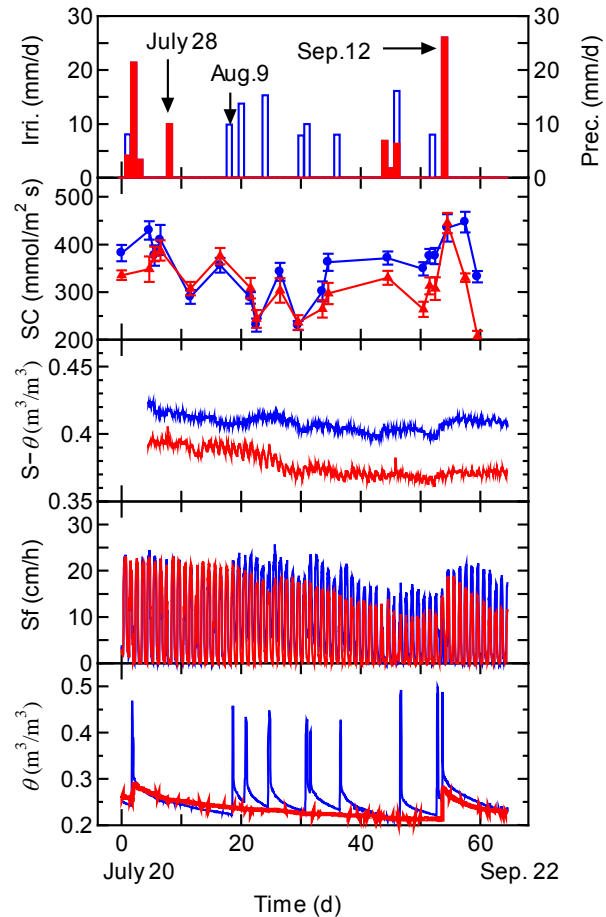 30
20
10
0
Irri. (mm/d)
July 28
Aug.9
Sep.12
30
20
10
0
Prec. (mm/d)
500
400
300
200
SC (mmol/m² s)
0.45
0.4
0.35
S−θ (m³/m³)
30
20
10
0
Sf (cm/h)
0.5
0.4
0.3
0.2
θ (m³/m³)
0 20 40 60
July 20 Sep. 22
Time (d)